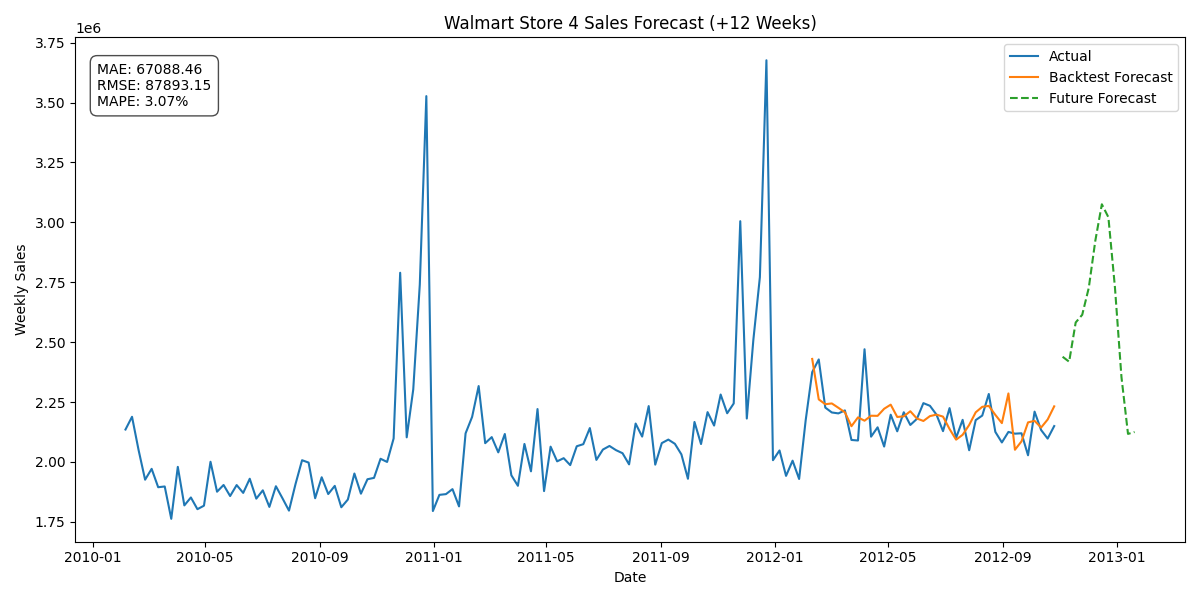 Walmart Store 4 Sales Forecast (+12 Weeks)
1e6
3.75
3.50
3.25
3.00
2.75
2.50
2.25
2.00
1.75
Weekly Sales
MAE: 67088.46
RMSE: 87893.15
MAPE: 3.07%
Actual
Backtest Forecast
Future Forecast
2010-01 2010-05 2010-09 2011-01 2011-05 2011-09 2012-01 2012-05 2012-09 2013-01
Date